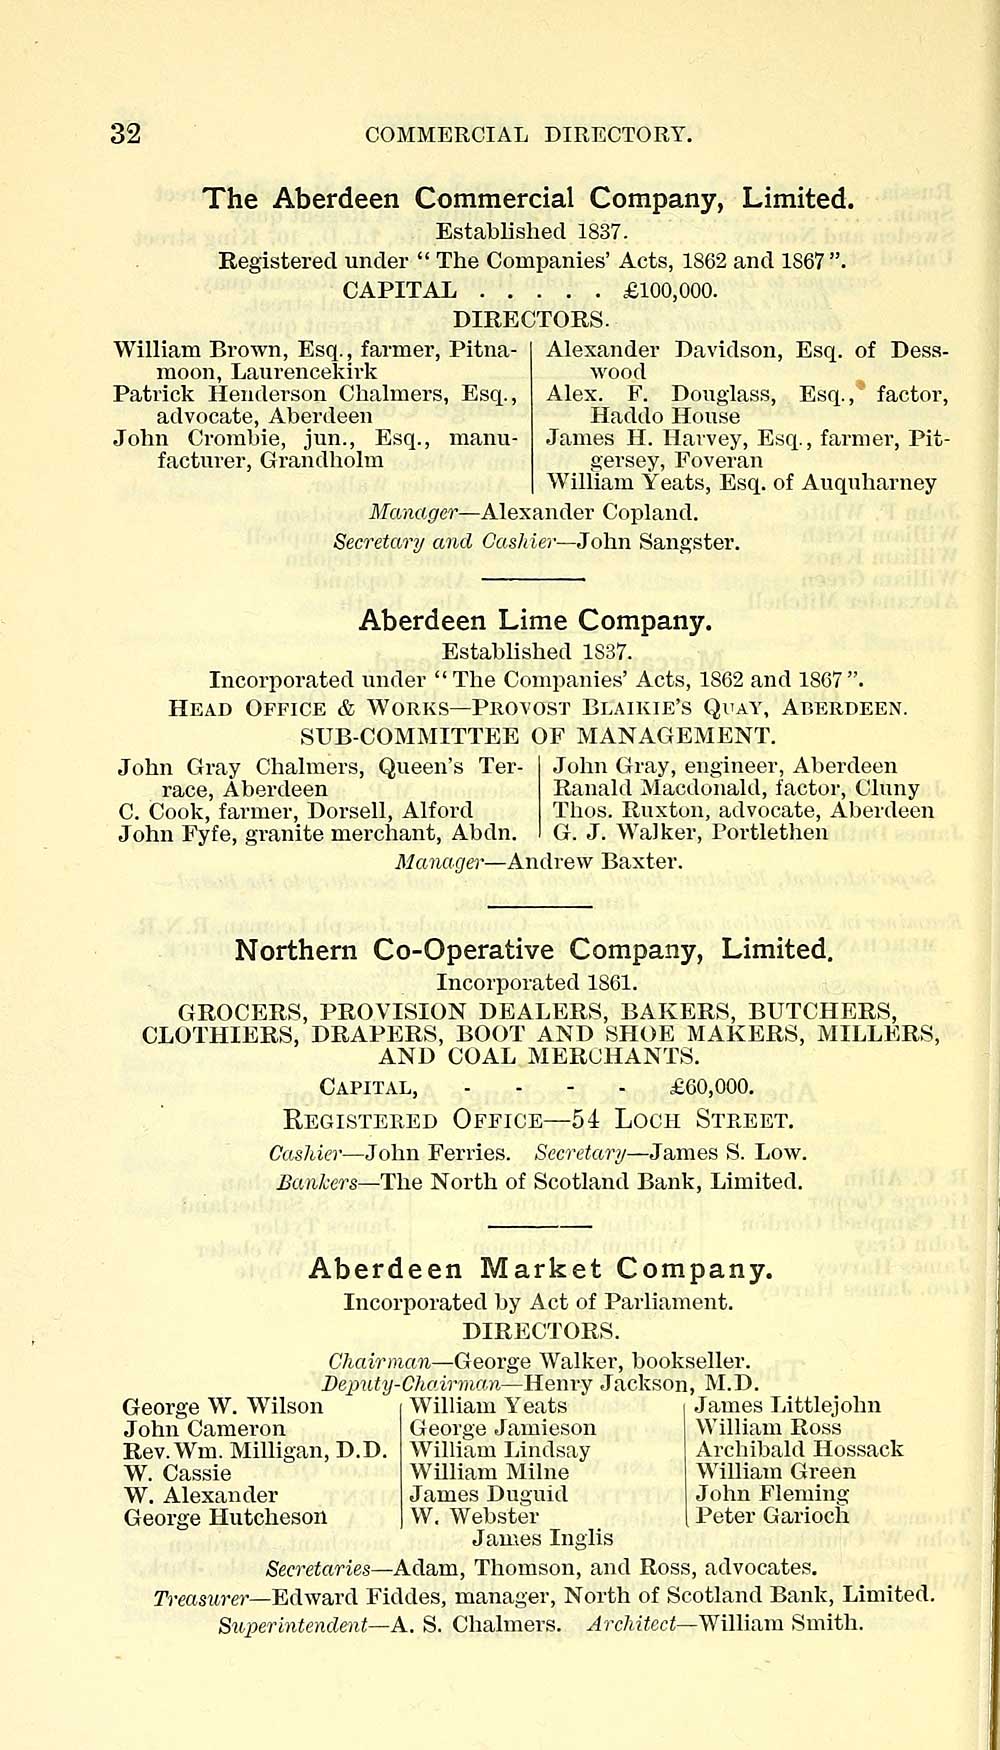 32
COMMERCIAL DIRECTORY.
The Aberdeen Commercial Company, Limited.
Established 1837.
Registered under "The Companies' Acts, 1862 and 1867".
CAPITAL . . . . . £100,000.
DIRECTORS.
William Brown, Esq., farmer, Pitna-
moon, Laurencekirk
Patrick Henderson Chalmers, Esq.,
advocate, Aberdeen
John Crombie, jun., Esq., manu-
facturer, Grandholm
Alexander Davidson, Esq. of Dess-
wood
Alex. F. Douglass, Esq., factor,
Haddo House
James H. Harvey, Esq., farmer, Pit-
gersey, Foveran
William Yeats, Esq. of Auquharney
Manager—Alexander Copland.
Secretary and Cashier—John Sangster.
Aberdeen Lime Company.
Established 1837.
Incorporated under "The Companies' Acts, 1862 and 1867".
HEAD OFFICE & WORKS—PROVOST BLAIKIE'S QUAY, ABERDEEN.
SUB-COMMITTEE OF MANAGEMENT.
John Gray Chalmers, Queen's Ter-
race, Aberdeen
C. Cook, farmer, Dorsell, Alford
John Fyfe, granite merchant, Abdn.
John Gray, engineer, Aberdeen
Ranald Macdonald, factor, Cluny
Thos. Ruxton, advocate, Aberdeen
G. J. Walker, Portlethen
Manager—Andrew Baxter.
Northern Co-Operative Company, Limited.
Incorporated 1861.
GROCERS, PROVISION DEALERS, BAKERS, BUTCHERS,
CLOTHIERS, DRAPERS, BOOT AND SHOE MAKERS, MILLERS,
AND COAL MERCHANTS.
CAPITAL, - - - - £60,000.
REGISTERED OFFICE—54 LOCH STREET.
Cashier—John Ferries. Secretary—James S. Low.
Bankers—The North of Scotland Bank, Limited.
Aberdeen Market Company.
Incorporated by Act of Parliament.
DIRECTORS.
Chairman—George Walker, bookseller.
Deputy-Chairman—Henry Jackson, M.D.
George W. Wilson
John Cameron
Rev. Wm. Milligan, D.D.
W. Cassie
W. Alexander
George Hutcheson
William Yeats
George Jamieson
William Lindsay
William Milne
James Duguid
W. Webster
James Littlejohn
William Ross
Archibald Hossack
William Green
John Fleming
Peter Garioch
James Inglis
Secretaries—Adam, Thomson, and Ross, advocates.
Treasurer—Edward Fiddes, manager, North of Scotland Bank, Limited.
Superintendent—A. S. Chalmers. Architect—William Smith.